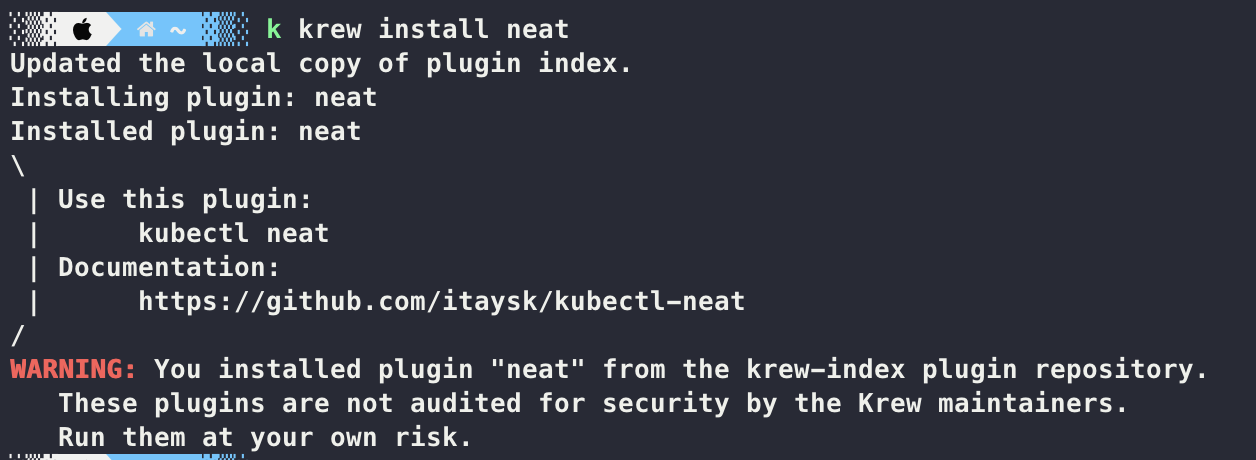 ~ k krew install neat
Updated the local copy of plugin index.
Installing plugin: neat
Installed plugin: neat
\
 | Use this plugin:
 |      kubectl neat
 | Documentation:
 |      https://github.com/itaysk/kubectl-neat
/
WARNING: You installed plugin "neat" from the krew-index plugin repository.
   These plugins are not audited for security by the Krew maintainers.
   Run them at your own risk.